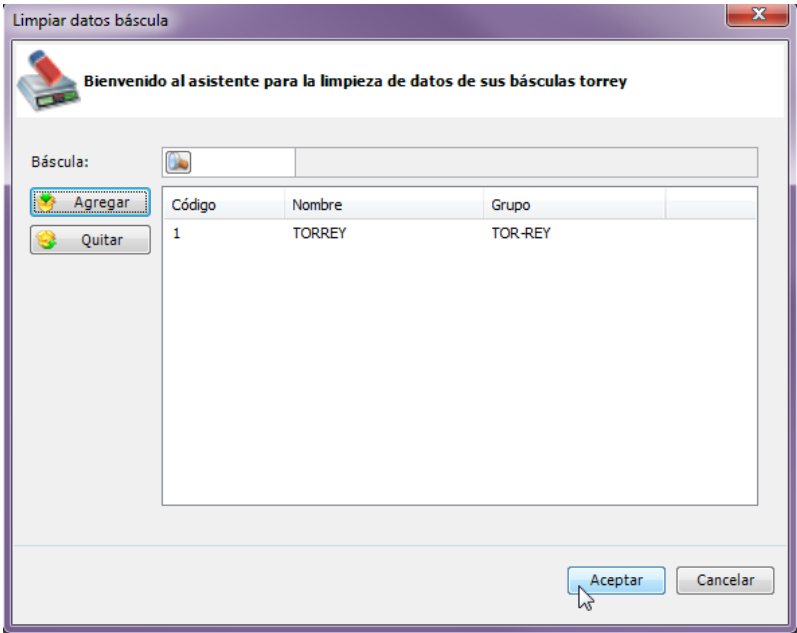 Limpiar datos báscula
Bienvenido al asistente para la limpieza de datos de sus básculas torrey
Báscula:
Agregar
Quitar
Código Nombre Grupo
1 TORREY TOR-REY
Aceptar Cancelar